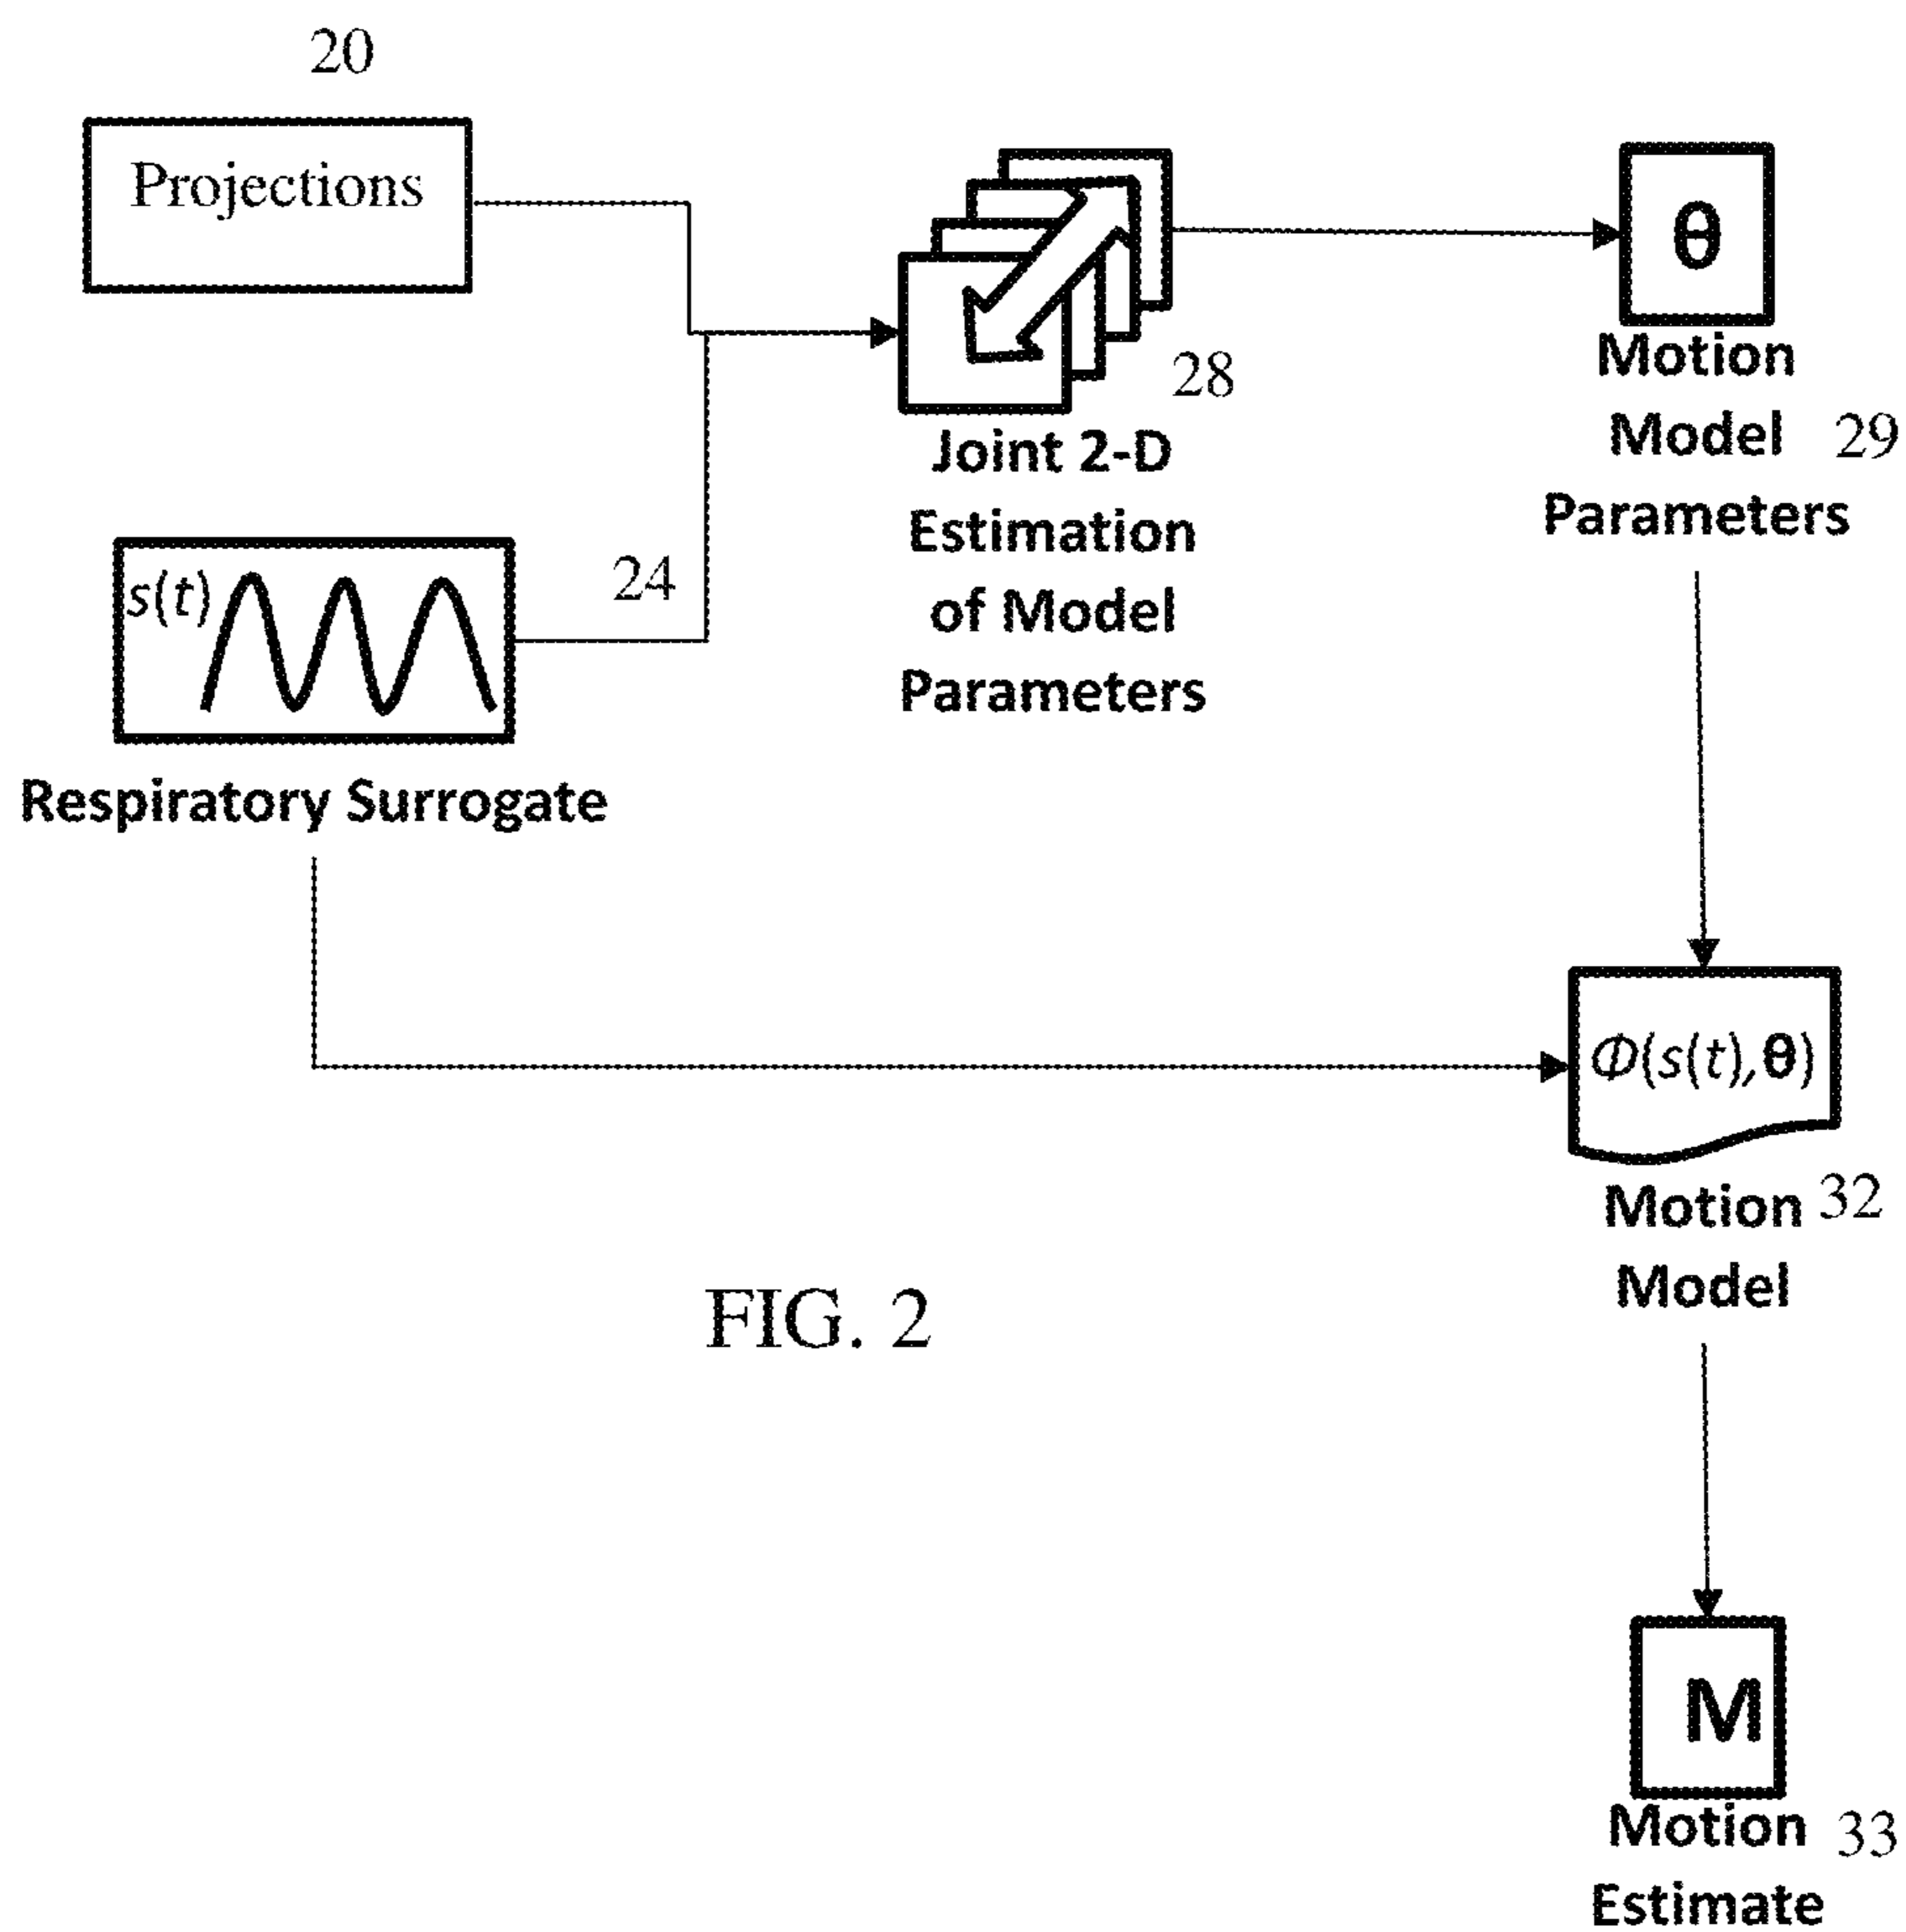 20
Projections
s(t)
24
Respiratory Surrogate
28
Joint 2-D
Estimation
of Model
Parameters
θ
Motion
Model 29
Parameters
Φ(s(t),θ)
Motion 32
Model
FIG. 2
M
Motion 33
Estimate